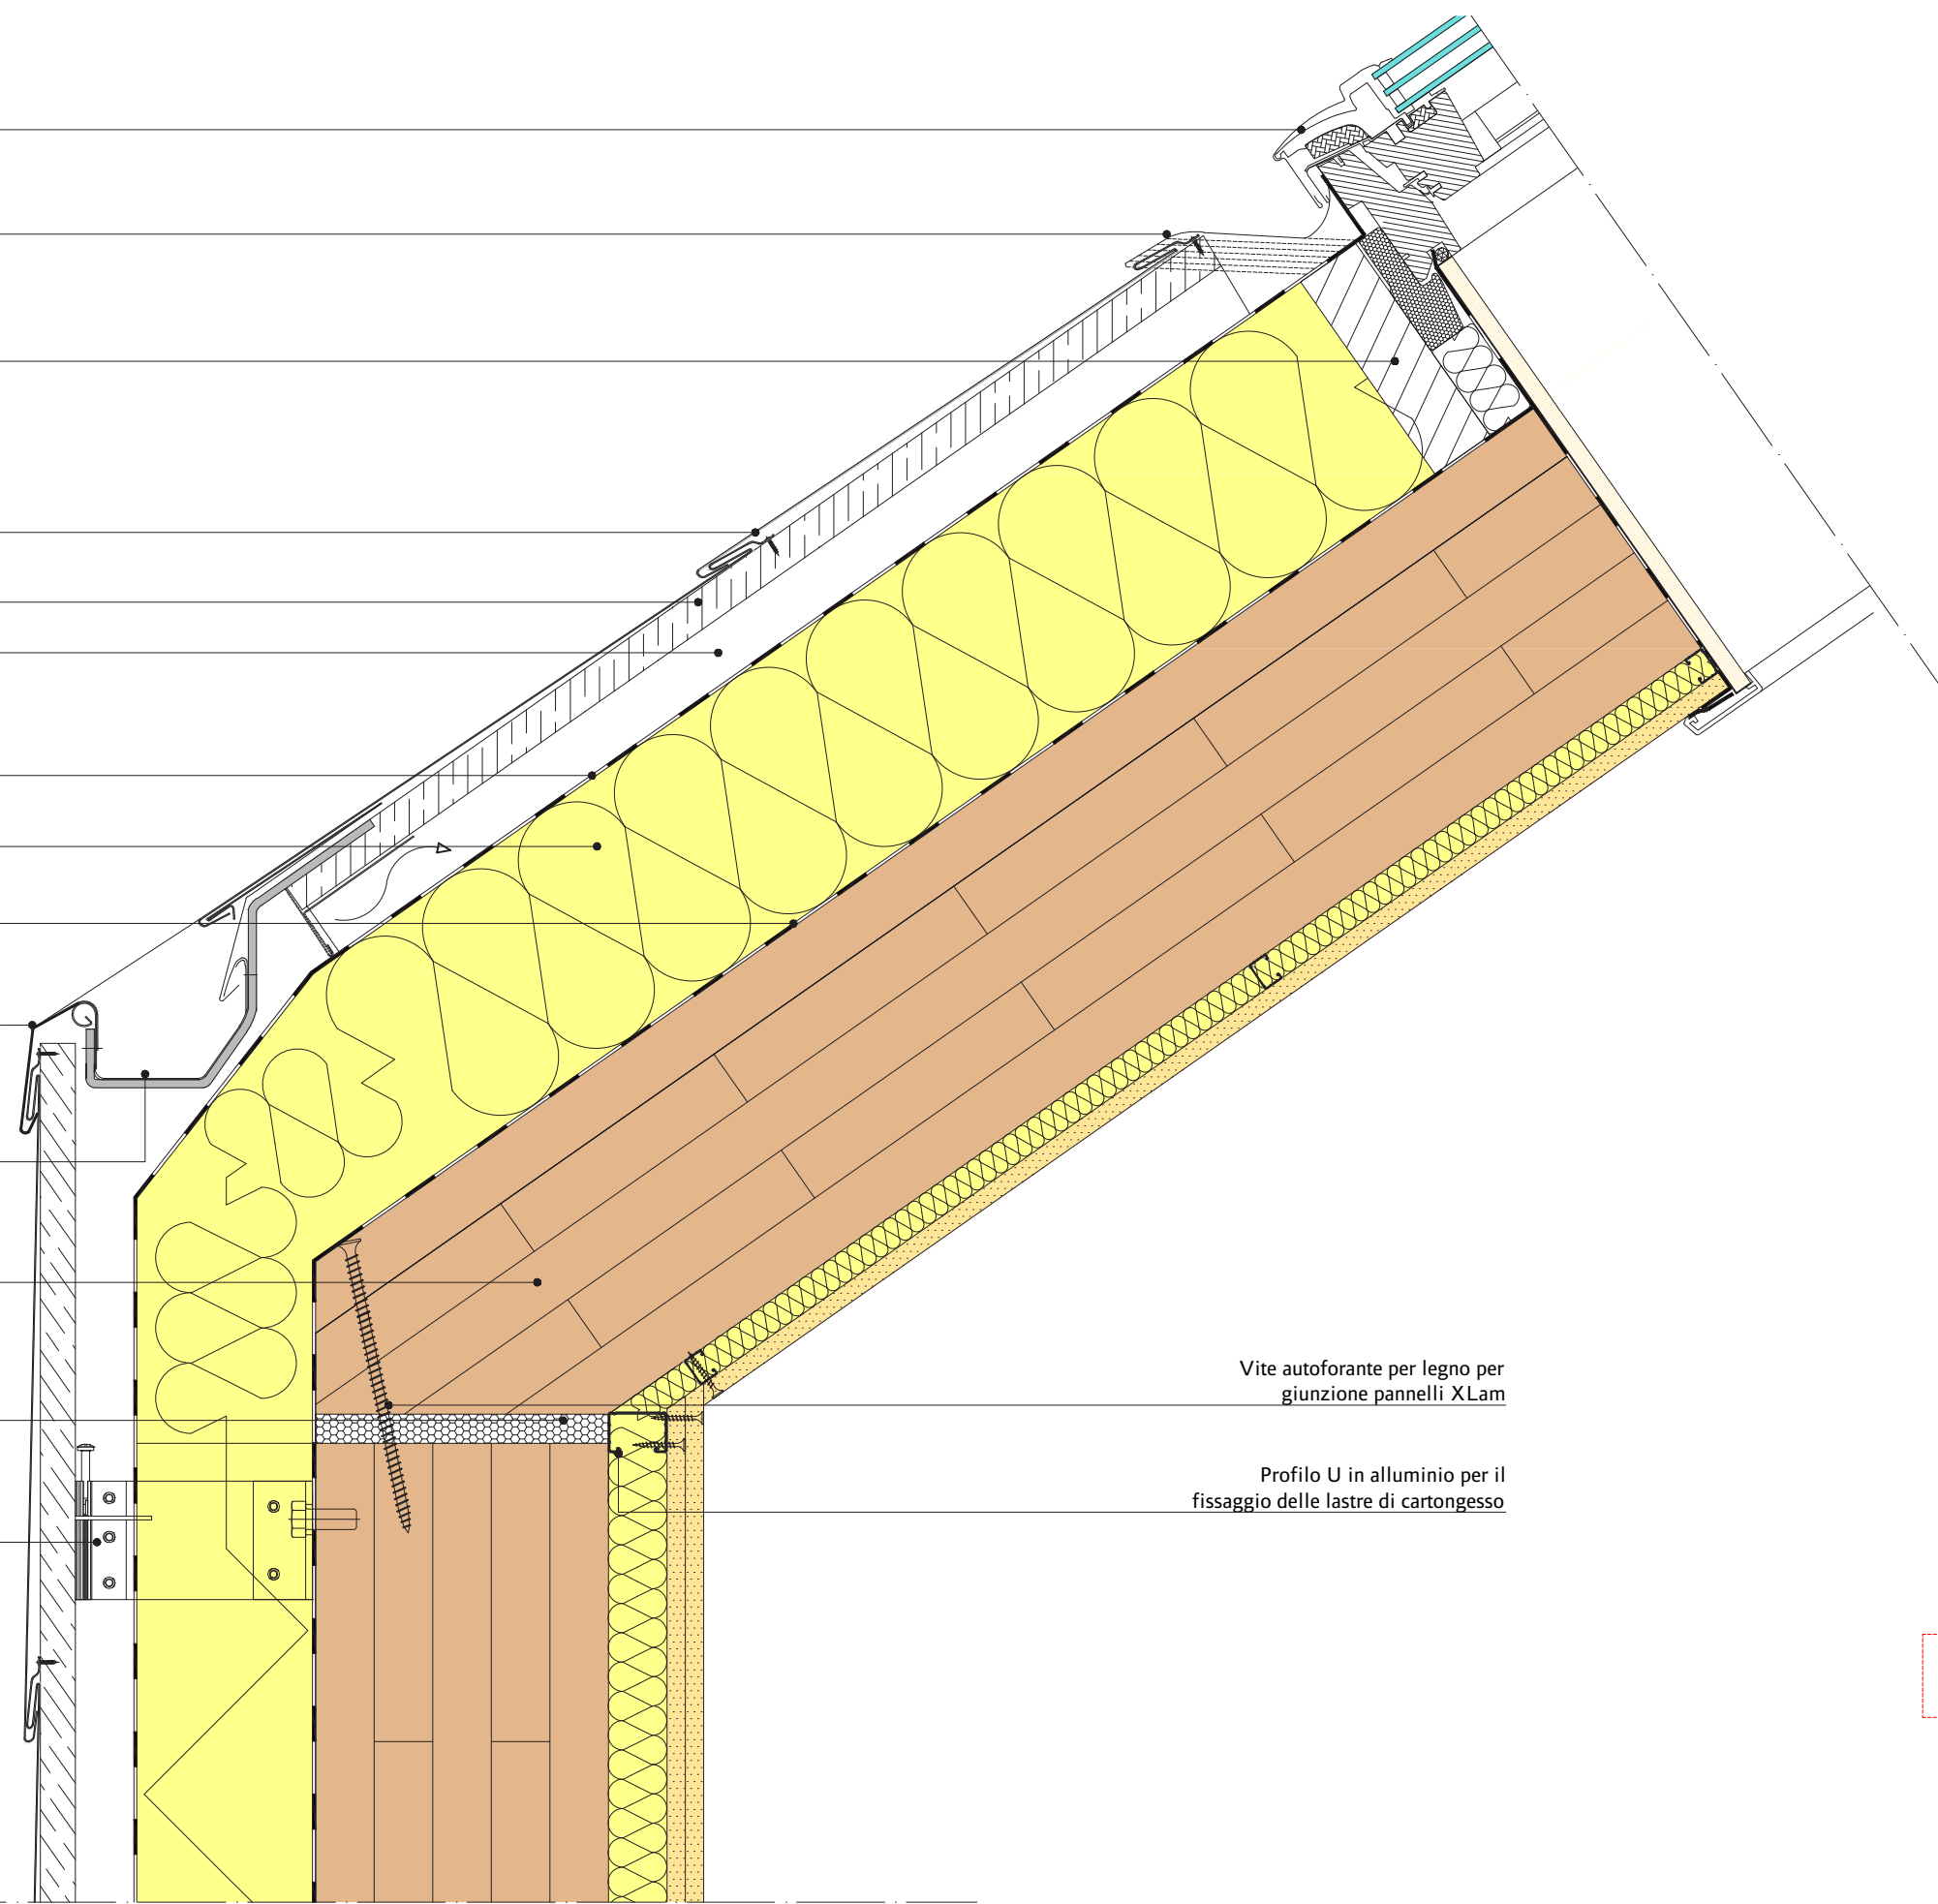 Vite autoforante per legno per
giunzione pannelli XLam
Profilo U in alluminio per il
fissaggio delle lastre di cartongesso